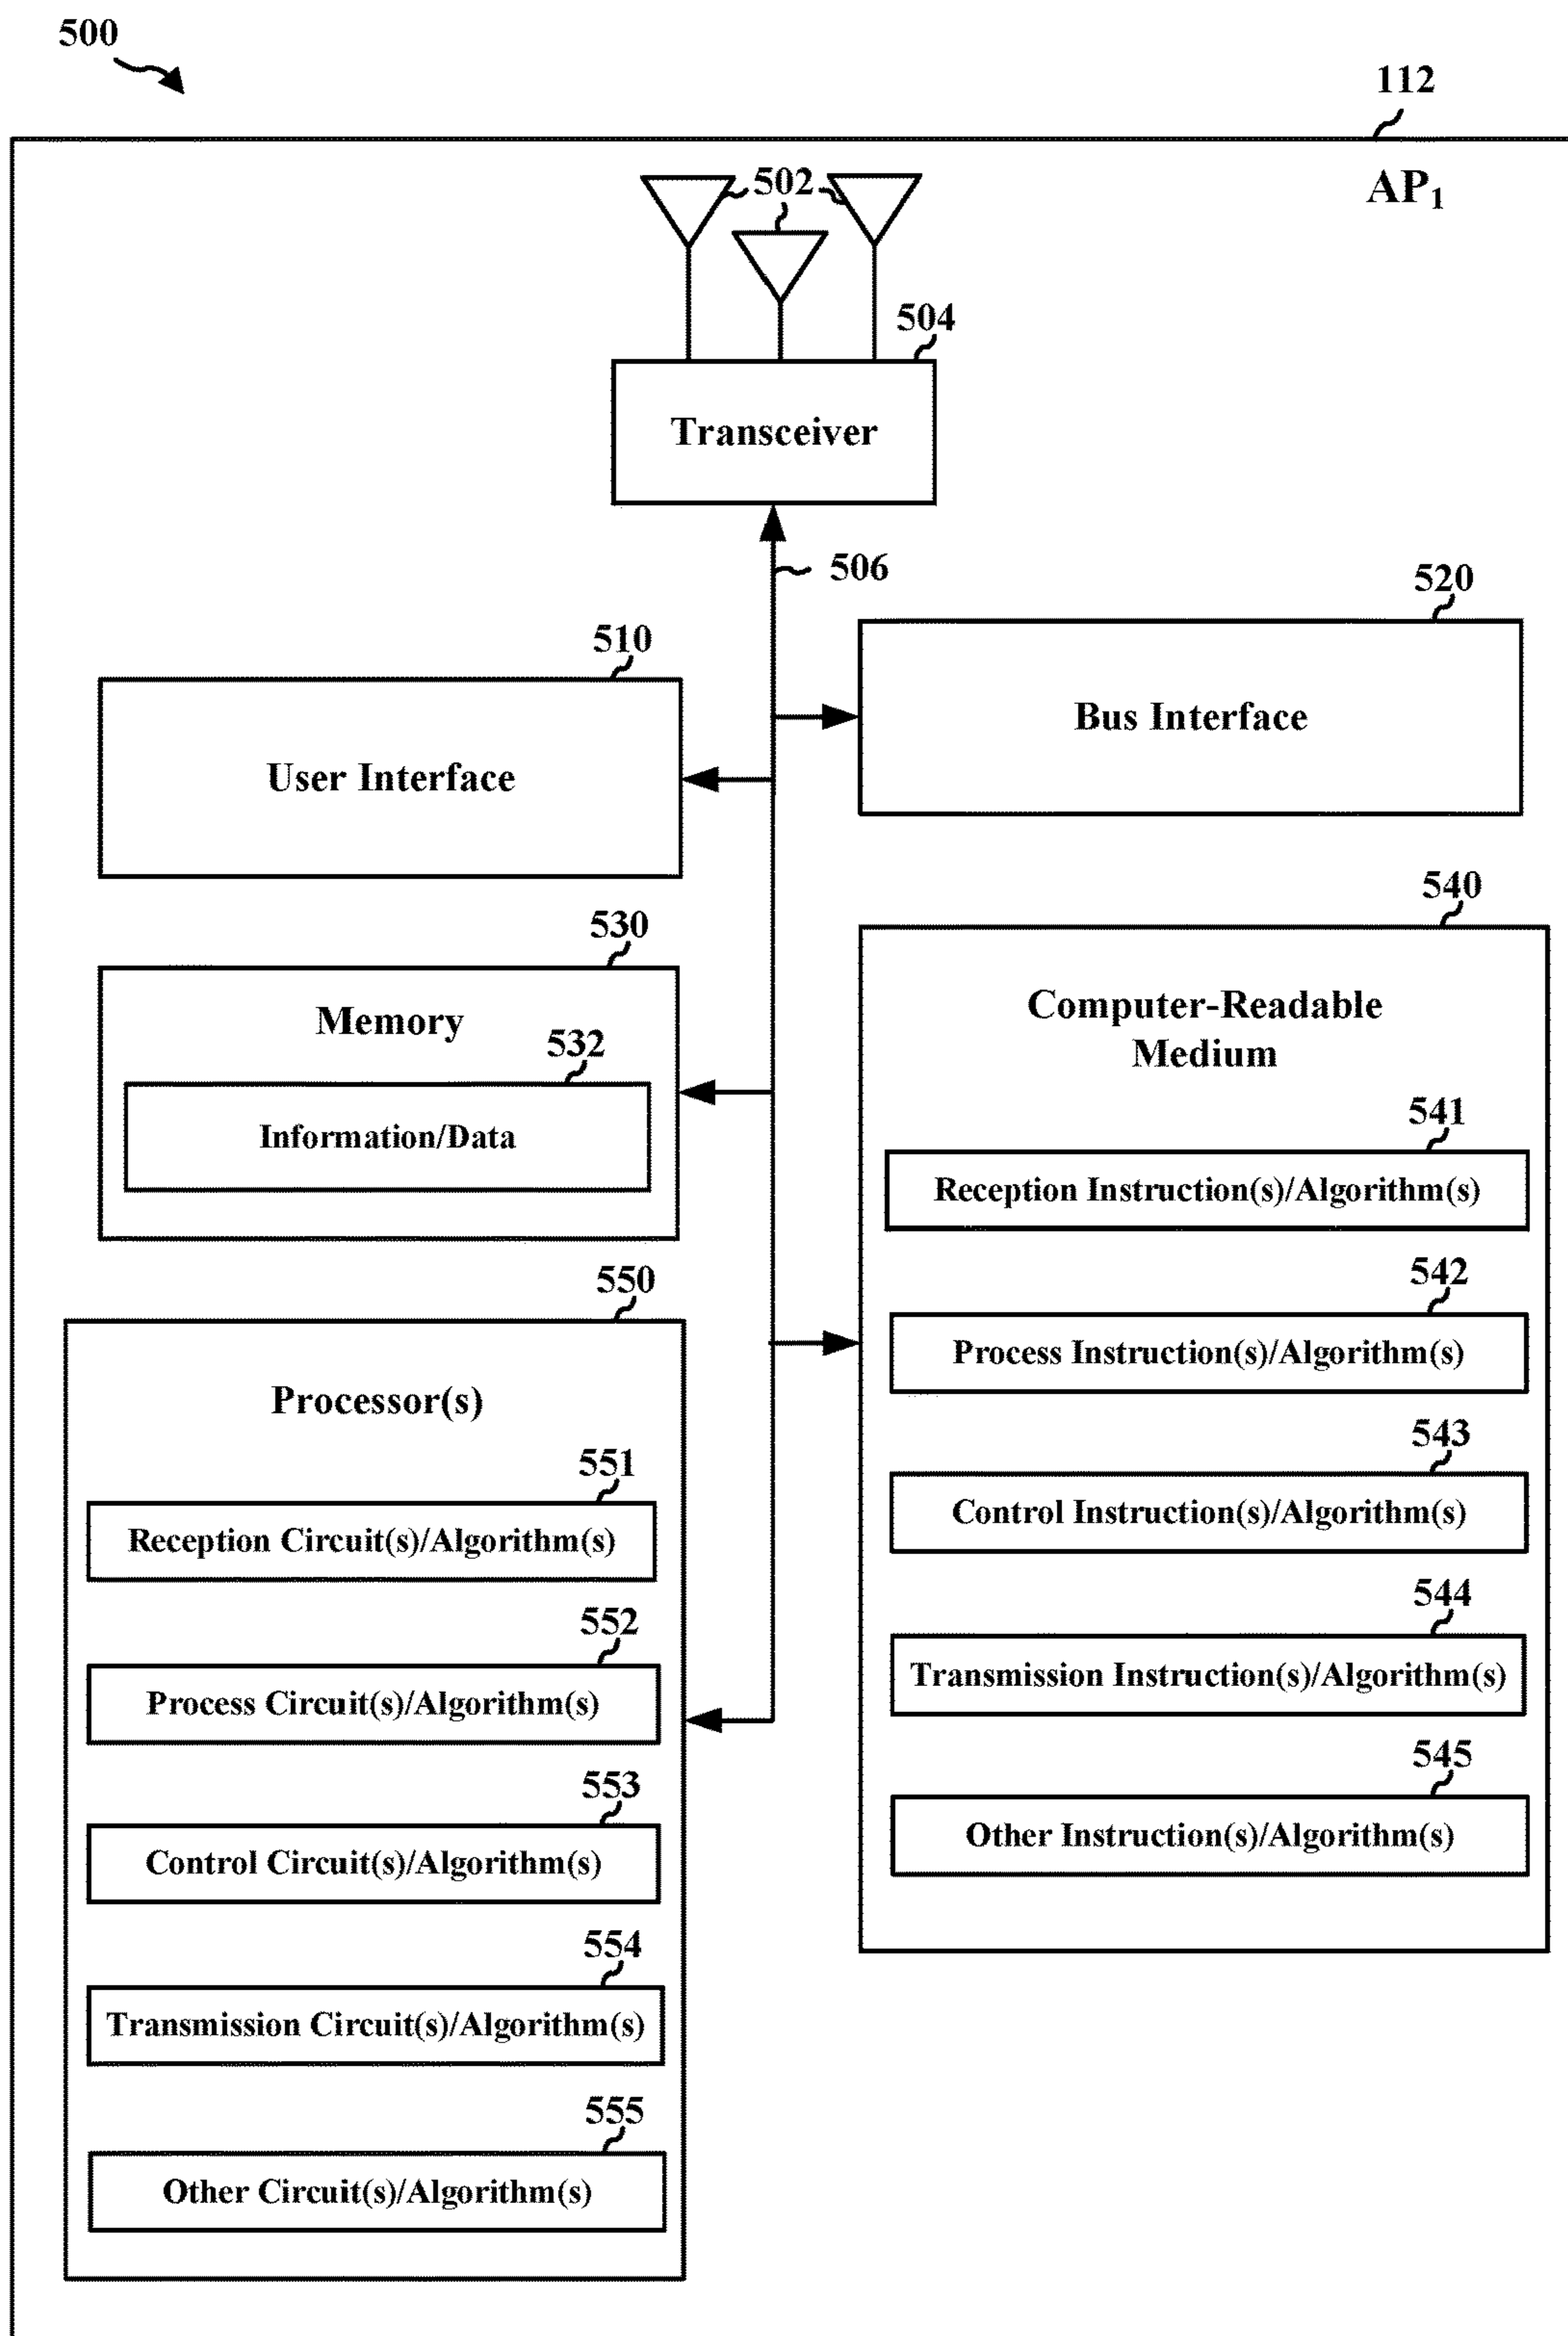 500
112
AP₁
502
504
Transceiver
506
520
Bus Interface
510
User Interface
530
Memory
532
Information/Data
540
Computer-Readable
Medium
541
Reception Instruction(s)/Algorithm(s)
542
Process Instruction(s)/Algorithm(s)
543
Control Instruction(s)/Algorithm(s)
544
Transmission Instruction(s)/Algorithm(s)
545
Other Instruction(s)/Algorithm(s)
550
Processor(s)
551
Reception Circuit(s)/Algorithm(s)
552
Process Circuit(s)/Algorithm(s)
553
Control Circuit(s)/Algorithm(s)
554
Transmission Circuit(s)/Algorithm(s)
555
Other Circuit(s)/Algorithm(s)